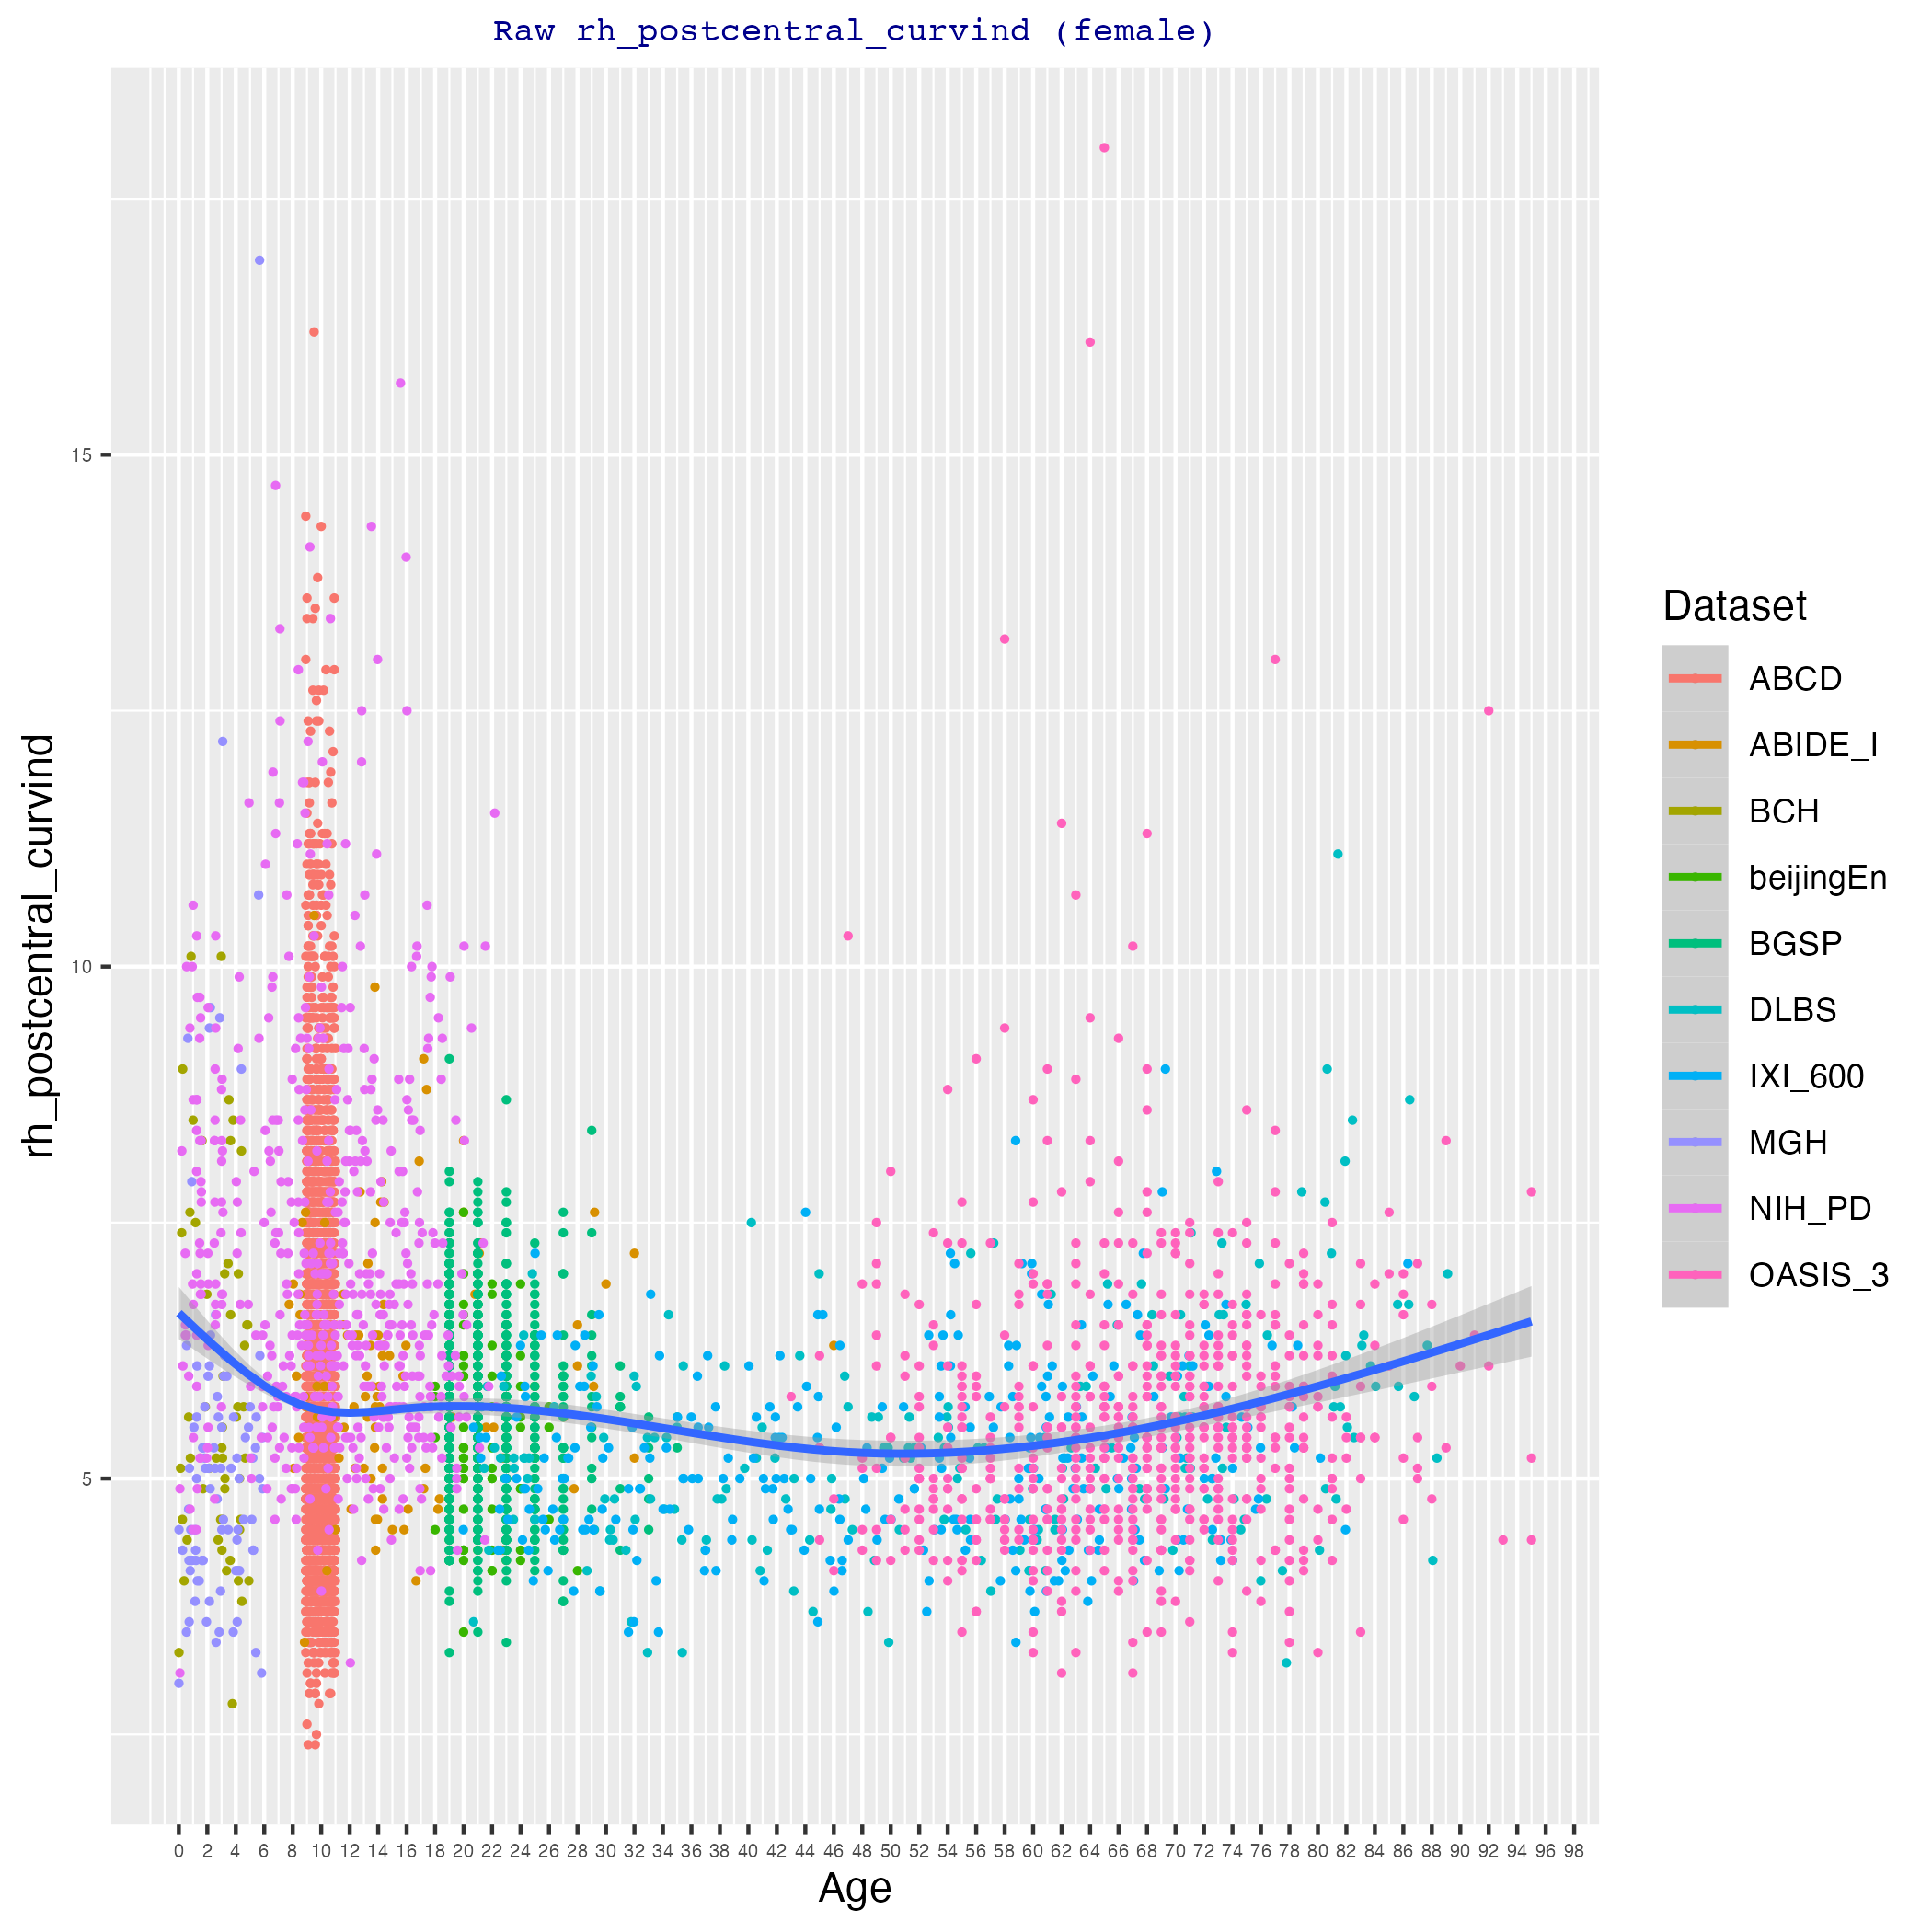 Raw rh_postcentral_curvind (female)
rh_postcentral_curvind
15
10
5
0 2 4 6 8 10 12 14 16 18 20 22 24 26 28 30 32 34 36 38 40 42 44 46 48 50 52 54 56 58 60 62 64 66 68 70 72 74 76 78 80 82 84 86 88 90 92 94 96 98
Age
Dataset
ABCD
ABIDE_I
BCH
beijingEn
BGSP
DLBS
IXI_600
MGH
NIH_PD
OASIS_3